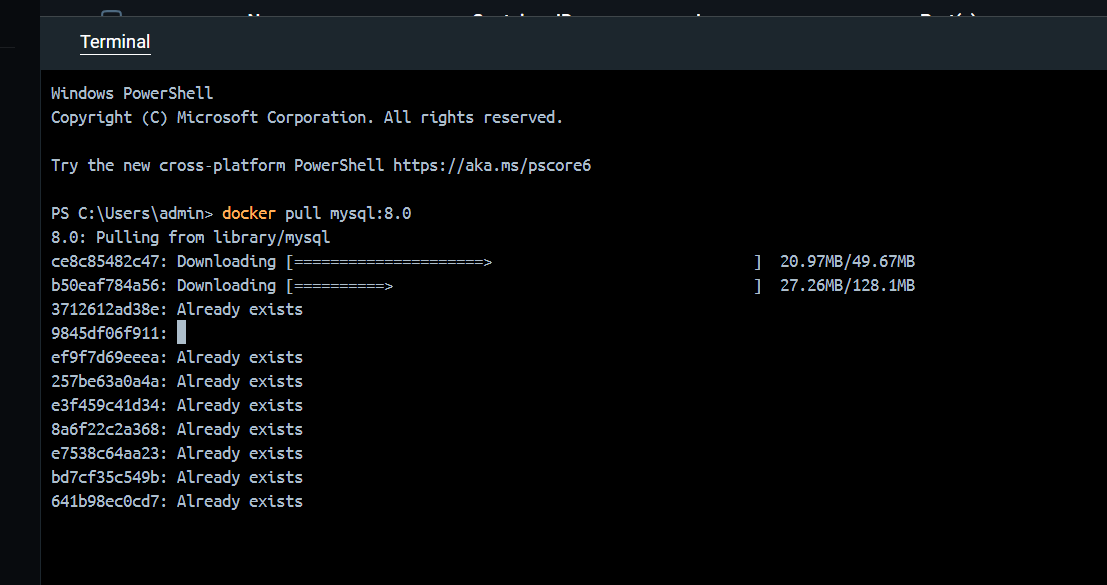 Terminal
Windows PowerShell
Copyright (C) Microsoft Corporation. All rights reserved.
Try the new cross-platform PowerShell https://aka.ms/pscore6
PS C:\Users\admin> docker pull mysql:8.0
8.0: Pulling from library/mysql
ce8c85482c47: Downloading [=====================>                             ]  20.97MB/49.67MB
b50eaf784a56: Downloading [==========>                                        ]  27.26MB/128.1MB
3712612ad38e: Already exists
9845df06f911:
ef9f7d69eeea: Already exists
257be63a0a4a: Already exists
e3f459c41d34: Already exists
8a6f22c2a368: Already exists
e7538c64aa23: Already exists
bd7cf35c549b: Already exists
641b98ec0cd7: Already exists